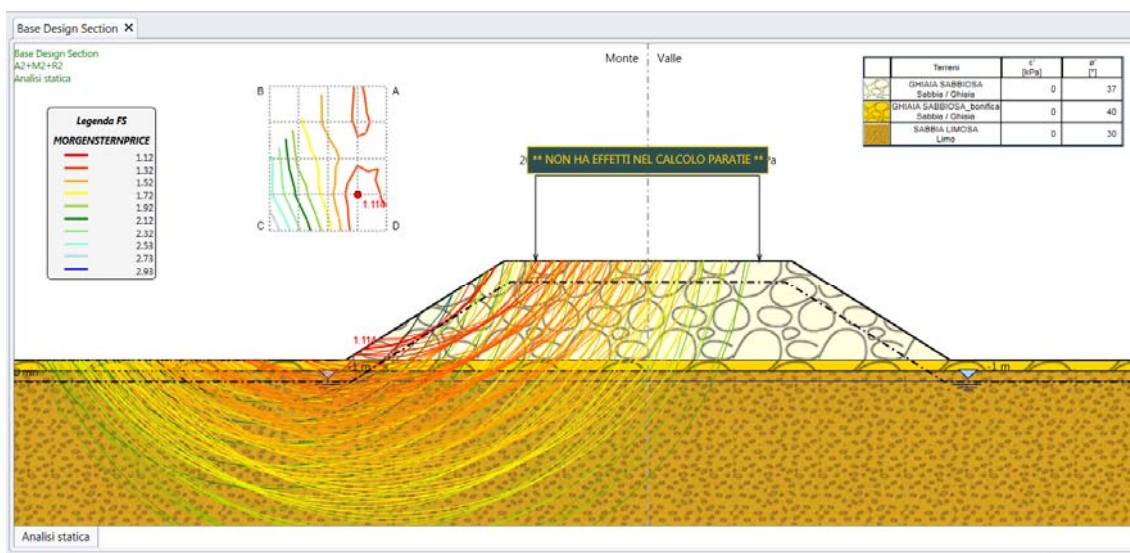 Base Design Section ✕
Base Design Section
A2+M2+R2
Analisi statica
Monte
Valle
Terreni
c'
[kPa]
ø'
[°]
GHIAIA SABBIOSA
Sabbia / Ghiaia
0
37
GHIAIA SABBIOSA_bonifica
Sabbia / Ghiaia
0
40
SABBIA LIMOSA
Limo
0
30
Legenda FS
MORGENSTERNPRICE
1.12
1.32
1.52
1.72
1.92
2.12
2.32
2.53
2.73
2.93
B
A
C
D
1.114
** NON HA EFFETTI NEL CALCOLO PARATIE **
1.114
-1 m
-1 m
Analisi statica